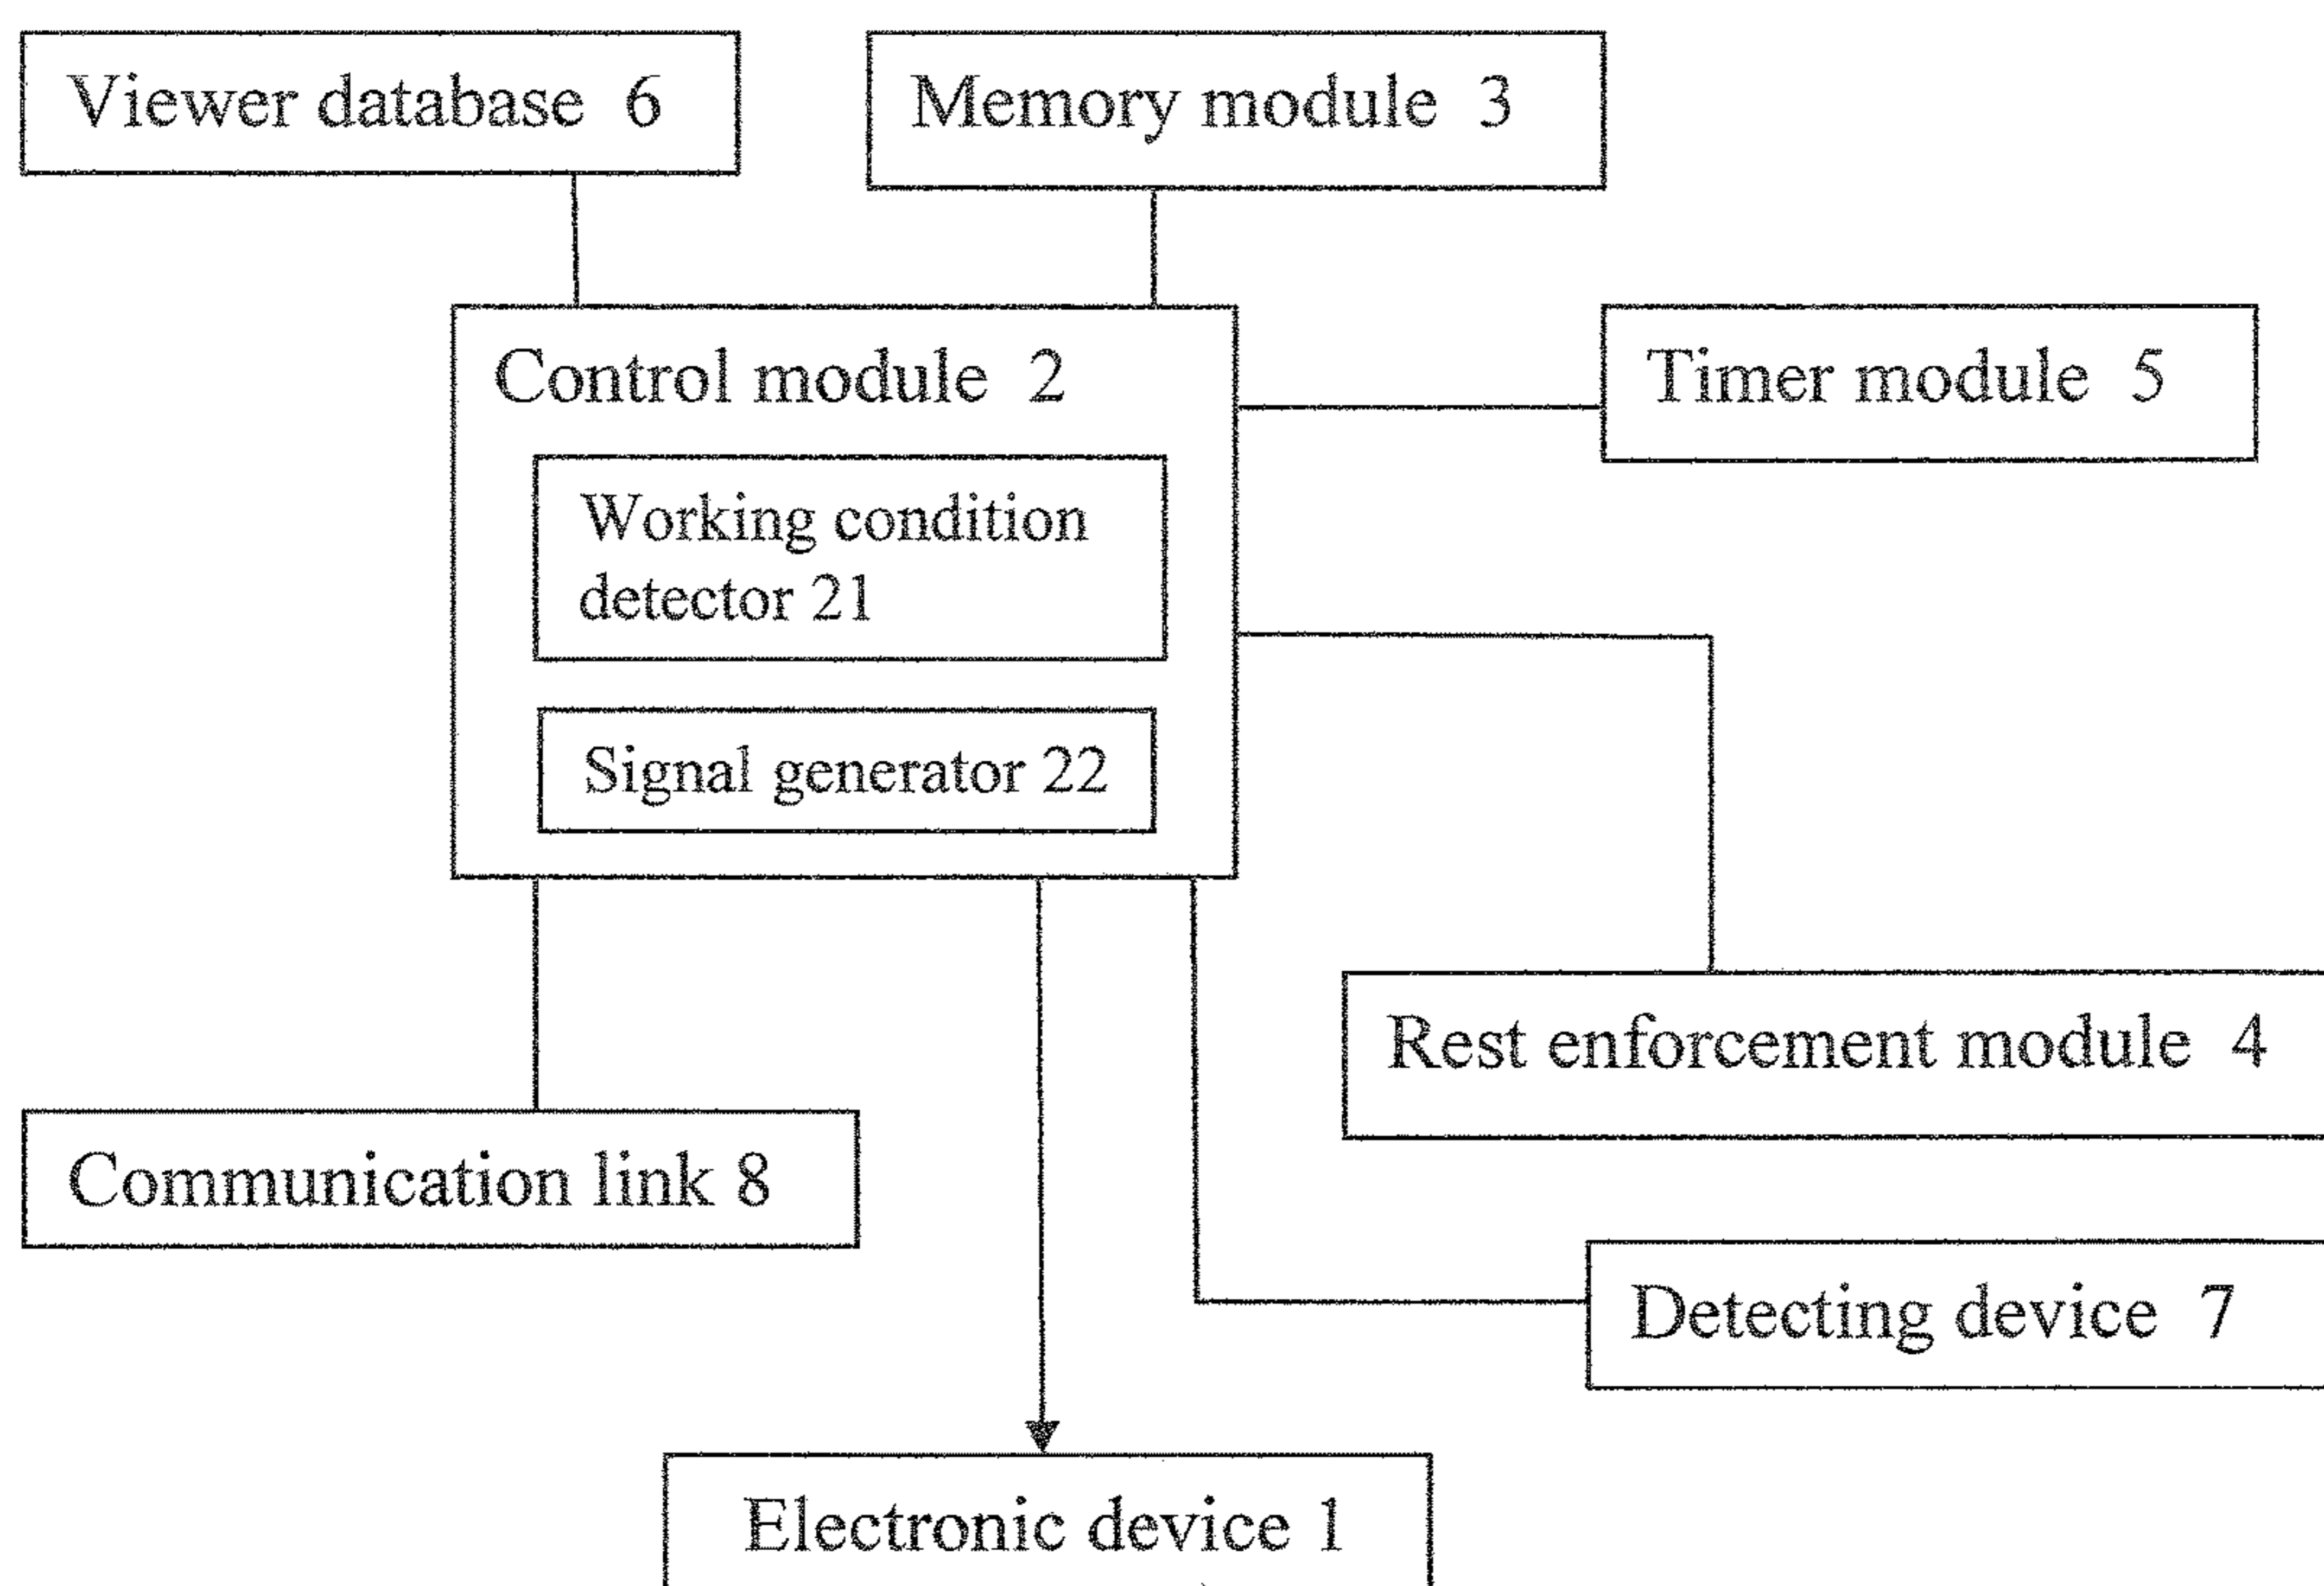 Viewer database 6
Memory module 3
Control module 2
Timer module 5
Working condition
detector 21
Signal generator 22
Rest enforcement module 4
Communication link 8
Detecting device 7
Electronic device 1